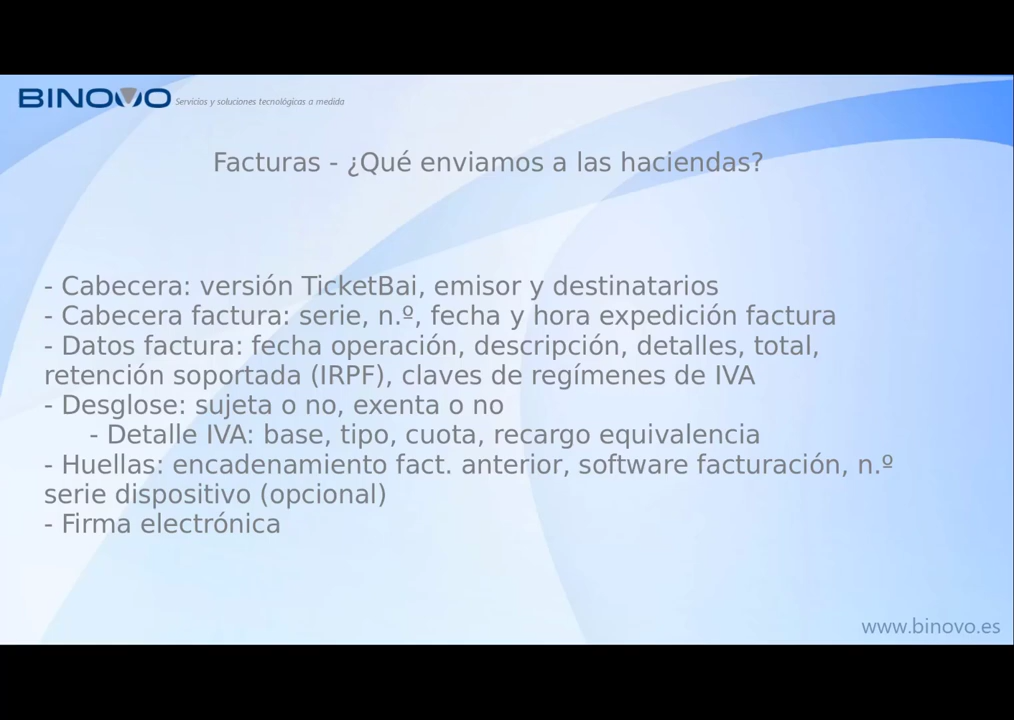 BINOVO Servicios y soluciones tecnológicas a medida
Facturas - ¿Qué enviamos a las haciendas?
- Cabecera: versión TicketBai, emisor y destinatarios
- Cabecera factura: serie, n.º, fecha y hora expedición factura
- Datos factura: fecha operación, descripción, detalles, total,
retención soportada (IRPF), claves de regímenes de IVA
- Desglose: sujeta o no, exenta o no
- Detalle IVA: base, tipo, cuota, recargo equivalencia
- Huellas: encadenamiento fact. anterior, software facturación, n.º
serie dispositivo (opcional)
- Firma electrónica
www.binovo.es